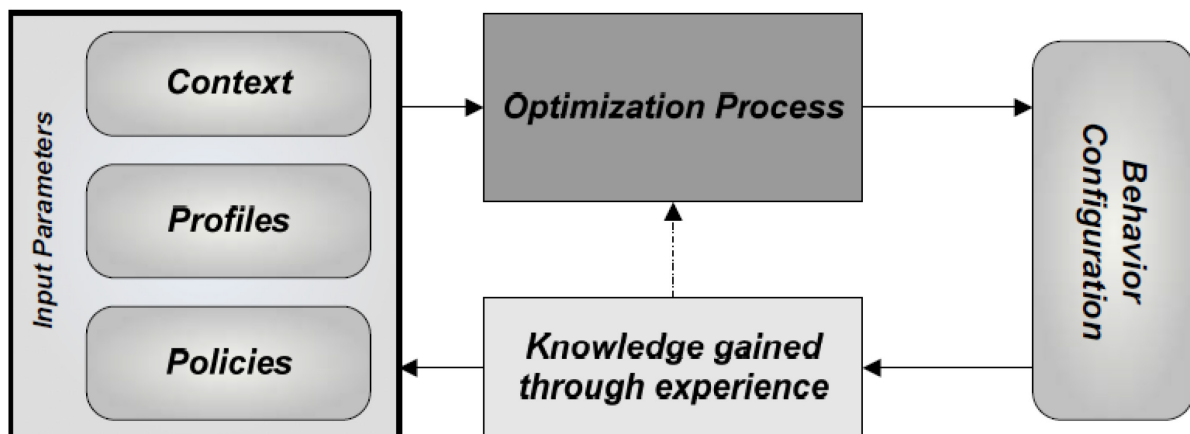 Input Parameters
Context
Profiles
Policies
Optimization Process
Knowledge gained
through experience
Behavior
Configuration